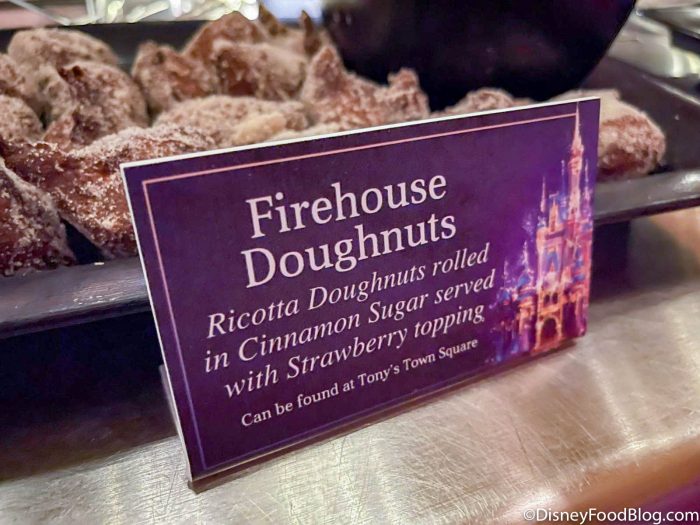 Firehouse
Doughnuts
Ricotta Doughnuts rolled
in Cinnamon Sugar served
with Strawberry topping
Can be found at Tony's Town Square
©DisneyFoodBlog.com